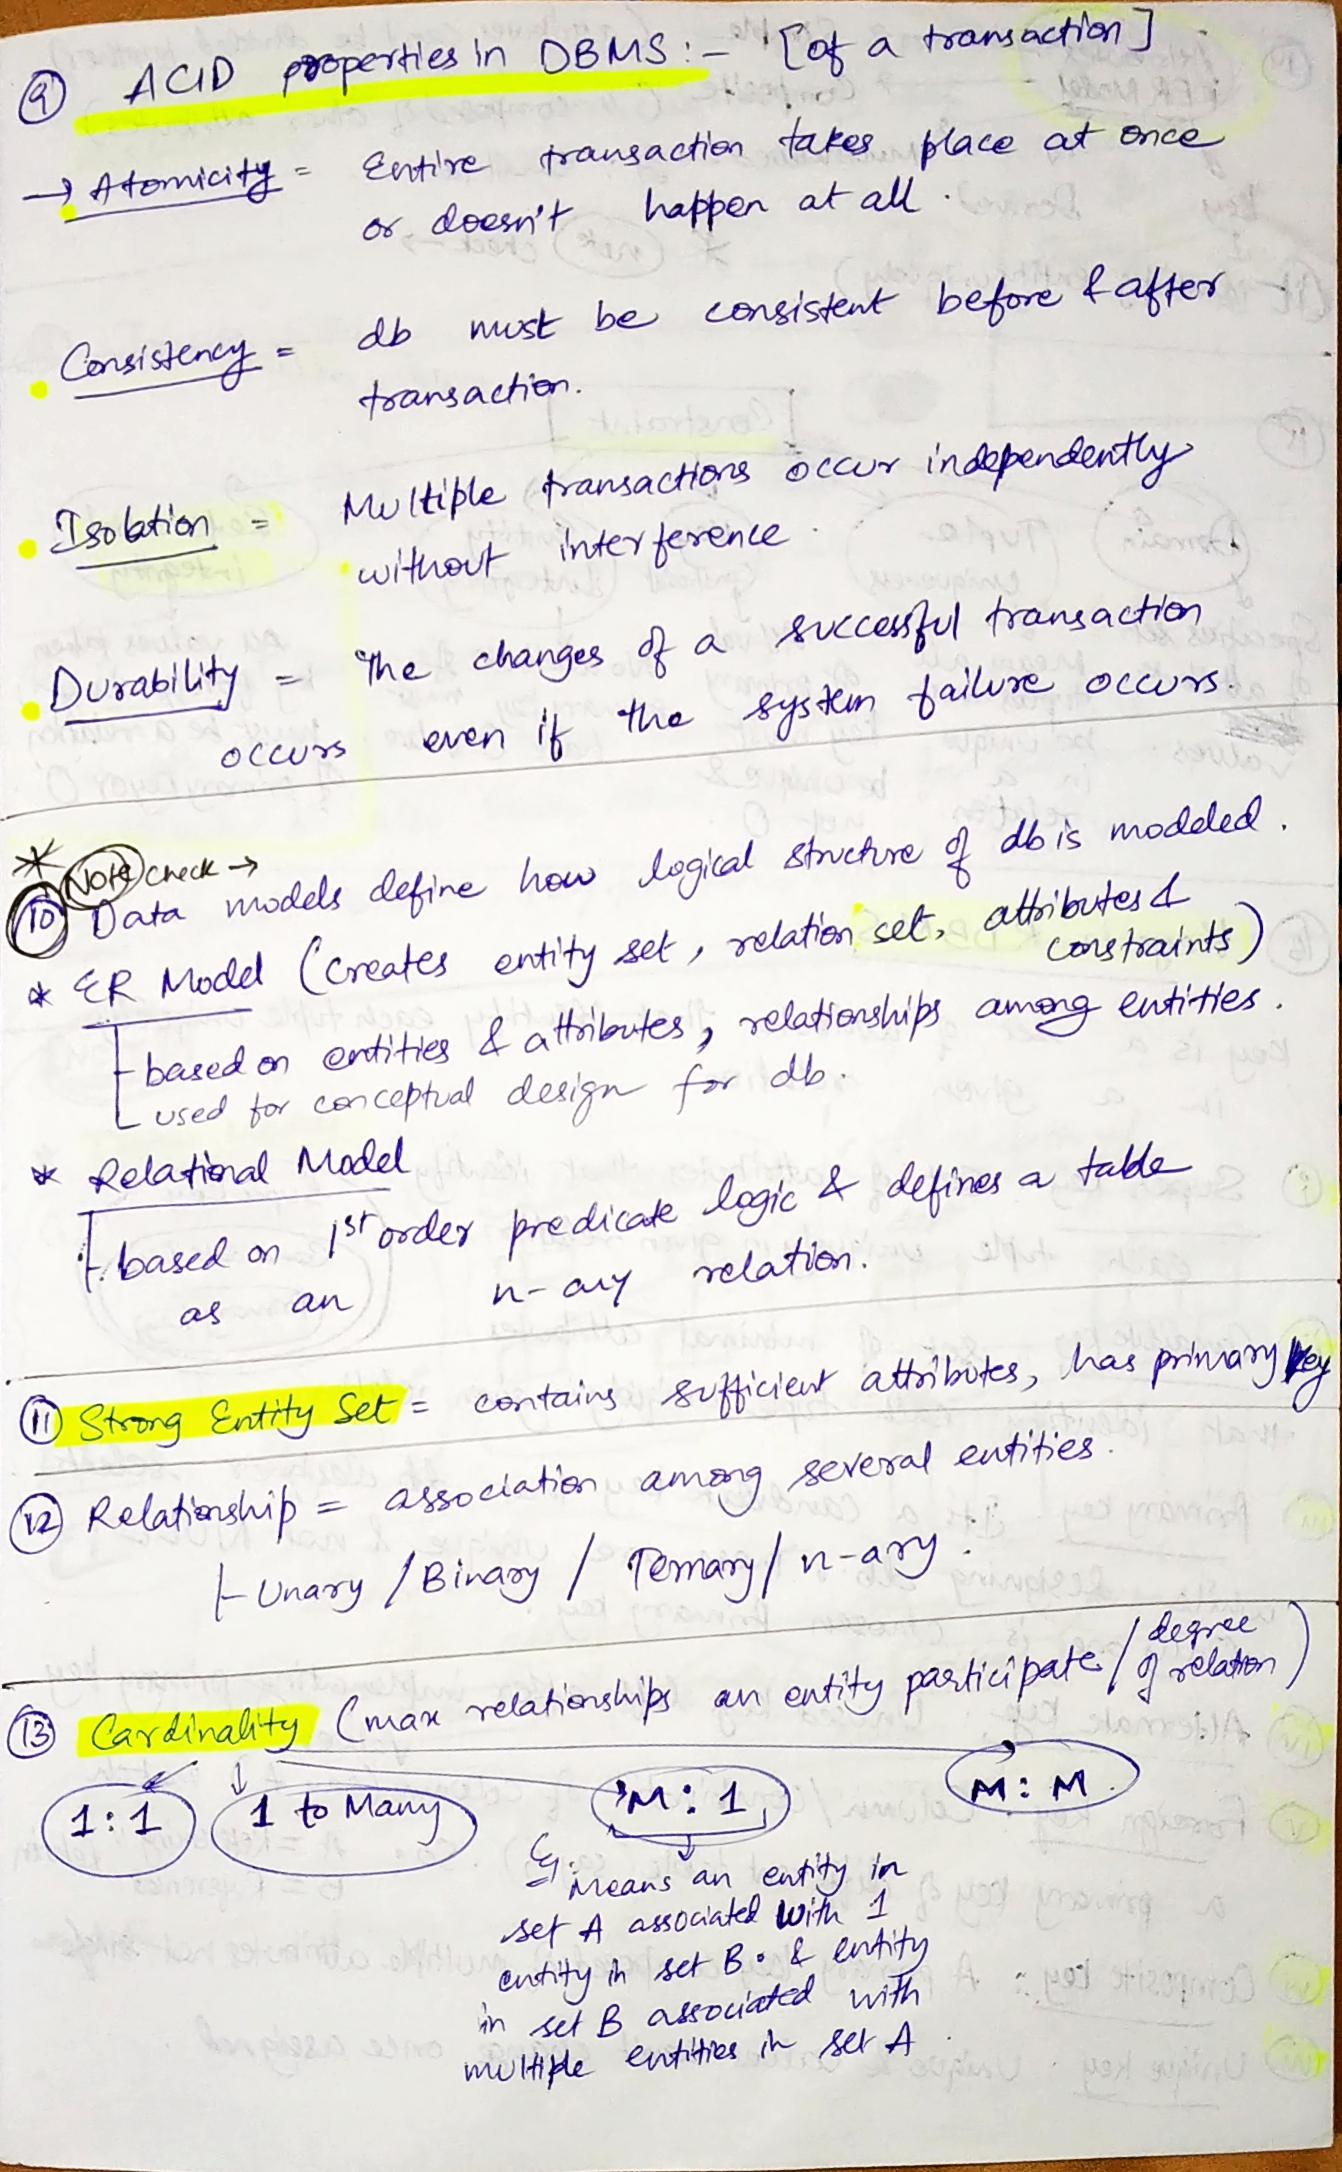 9 ACID properties in DBMS :- [of a transaction]
→ Atomicity = Entire transaction takes place at once
or doesn't happen at all.
Consistency = db must be consistent before & after
transaction.
Isolation = Multiple transactions occur independently
without interference
Durability = The changes of a successful transaction
occurs even if the system failure occurs.
* Note check →
10 Data models define how logical structure of db is modeled.
* ER Model (creates entity set, relation set, attributes &
constraints)
based on entities & attributes, relationships among entities.
used for conceptual design for db.
* Relational Model
based on 1st order predicate logic & defines a table
as an n-ary relation.
11 Strong Entity Set = contains sufficient attributes, has primary key
12 Relationship = association among several entities.
Unary / Binary / Ternary / n-ary.
13 Cardinality (max relationships an entity participate / degree
of relation)
1:1 1 to Many M:1 M:M
Eg:
Means an entity in
set A associated with 1
entity in set B. & entity
in set B associated with
multiple entities in set A.